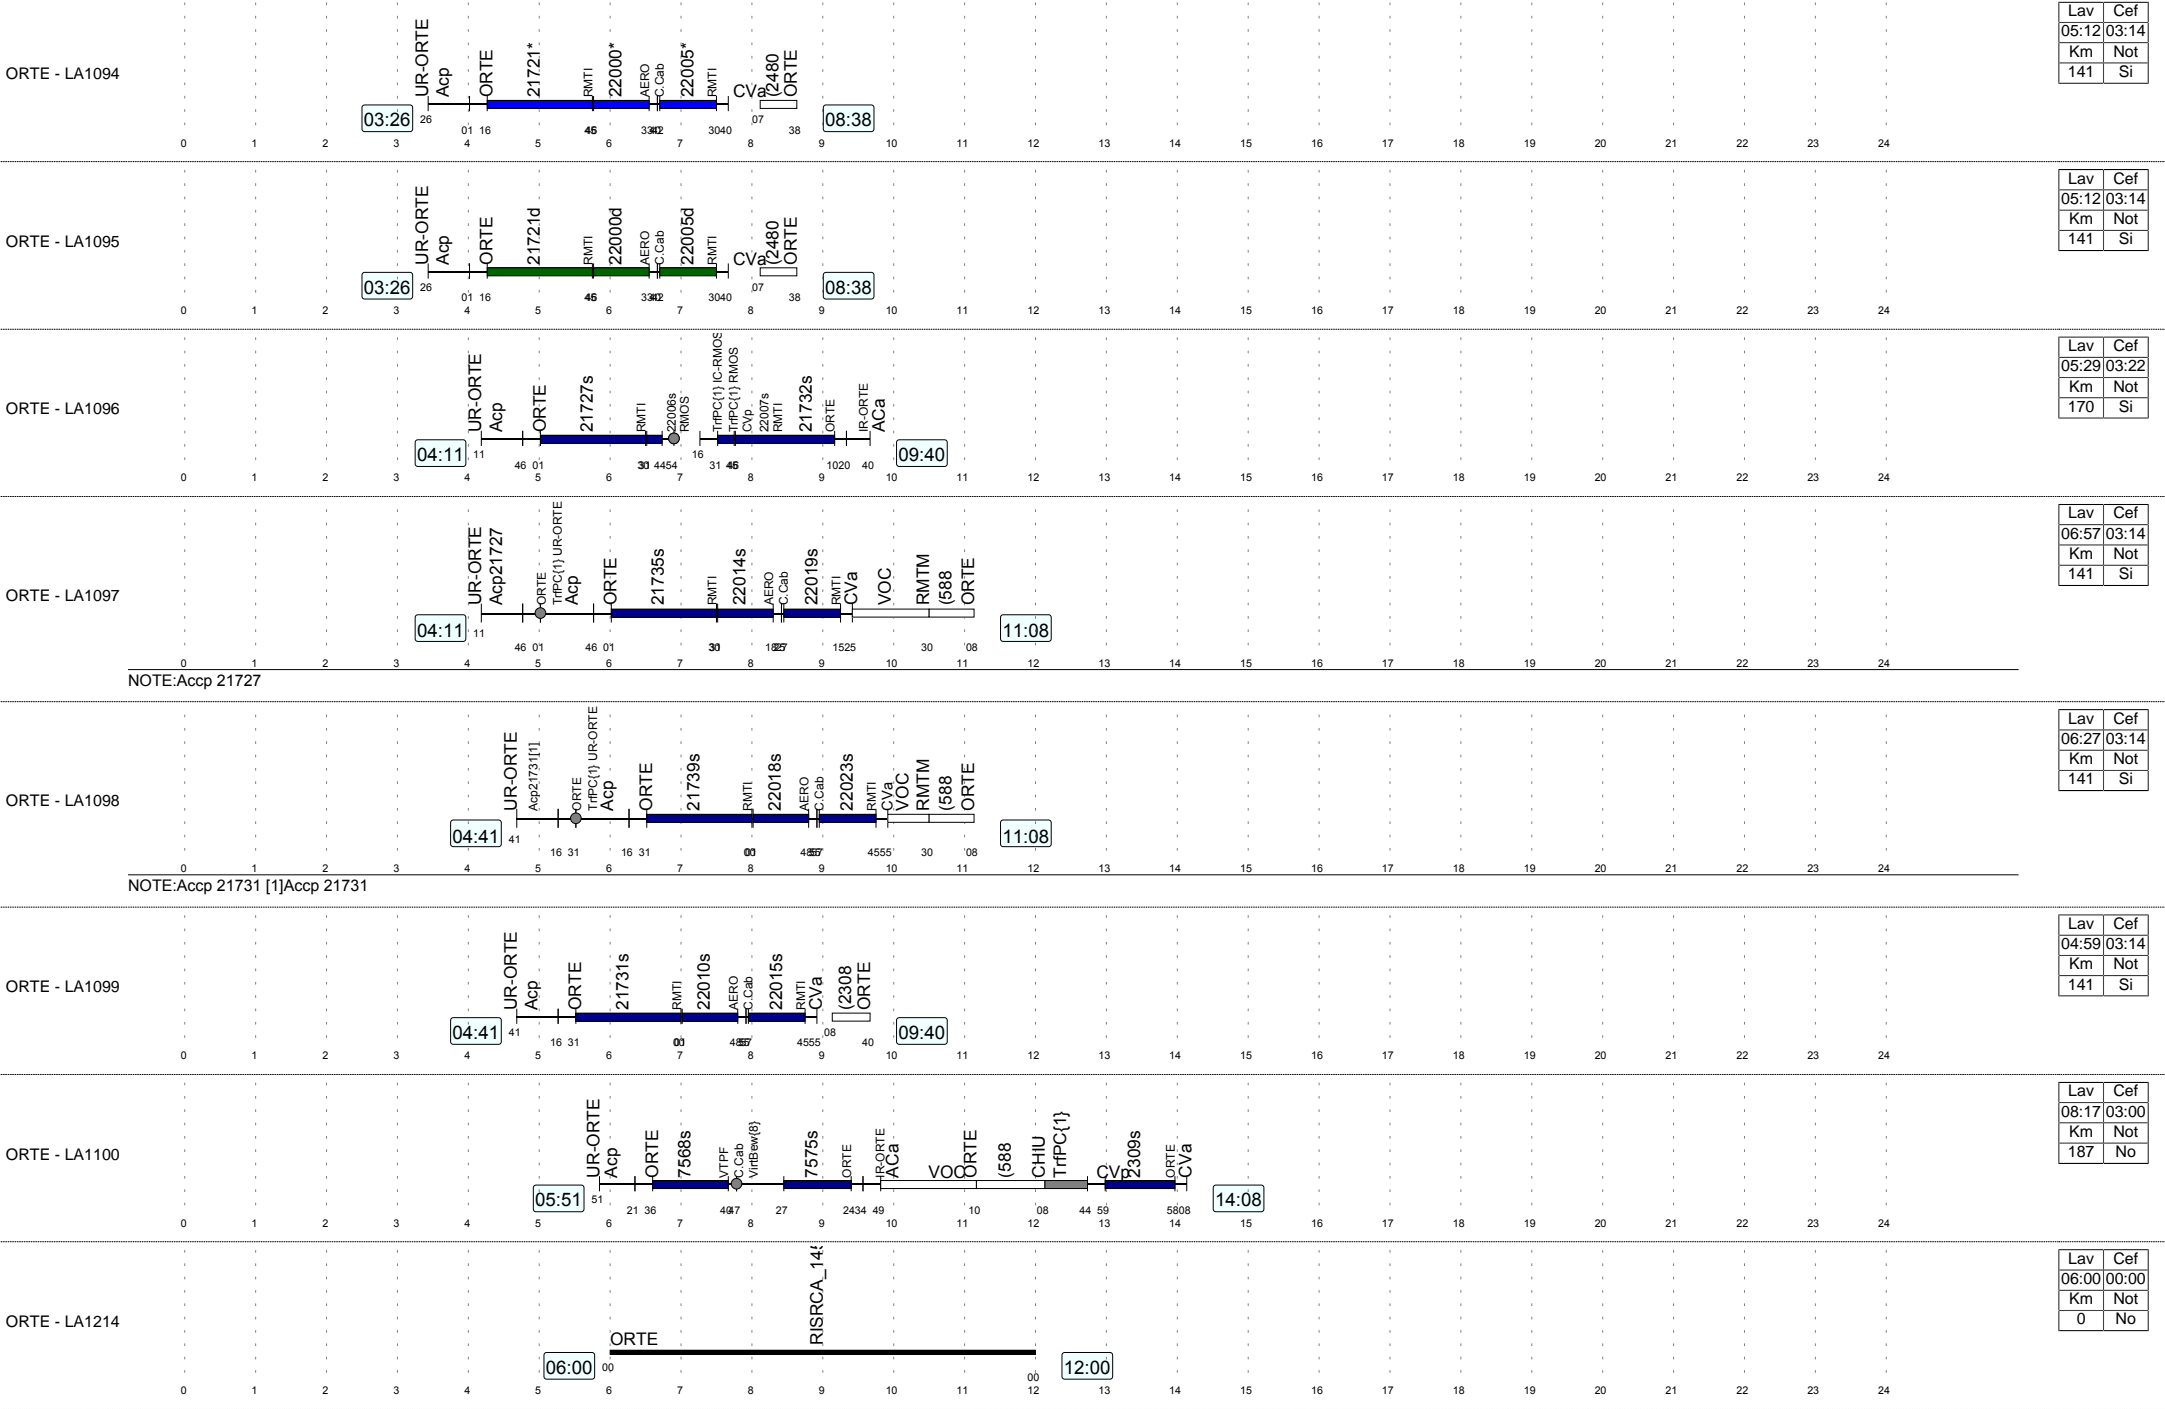 ORTE - LA1094
UR-ORTE Acp ORTE 21721* RMTI 22000* AERO C.Cab 22005* RMTI CVa (2480 ORTE
03:26 08:38
26 01 16 07 38
0 1 2 3 4 5 6 7 8 9 10 11 12 13 14 15 16 17 18 19 20 21 22 23 24
Lav Cef
05:12 03:14
Km Not
141 Si
ORTE - LA1095
UR-ORTE Acp ORTE 21721d RMTI 22000d AERO C.Cab 22005d RMTI CVa (2480 ORTE
03:26 08:38
26 01 16 07 38
0 1 2 3 4 5 6 7 8 9 10 11 12 13 14 15 16 17 18 19 20 21 22 23 24
Lav Cef
05:12 03:14
Km Not
141 Si
ORTE - LA1096
UR-ORTE Acp ORTE 21727s RMTI 22006s RMOS TrfPC{1} IC-RMOS TrfPC{1} RMOS CVp 22007s RMTI 21732s ORTE IR-ORTE ACa
04:11 09:40
11 46 01 4454 16 31 1020 40
0 1 2 3 4 5 6 7 8 9 10 11 12 13 14 15 16 17 18 19 20 21 22 23 24
Lav Cef
05:29 03:22
Km Not
170 Si
ORTE - LA1097
UR-ORTE Acp21727 ORTE TrfPC{1} UR-ORTE Acp ORTE 21735s RMTI 22014s AERO C.Cab 22019s RMTI CVa VOC RMTM (588 ORTE
04:11 11:08
11 46 01 46 01 1525 30 08
0 1 2 3 4 5 6 7 8 9 10 11 12 13 14 15 16 17 18 19 20 21 22 23 24
NOTE:Accp 21727
Lav Cef
06:57 03:14
Km Not
141 Si
ORTE - LA1098
UR-ORTE Acp21731[1] ORTE TrfPC{1} UR-ORTE Acp ORTE 21739s RMTI 22018s AERO C.Cab 22023s RMTI CVa VOC RMTM (588 ORTE
04:41 11:08
41 16 31 16 31 4555 30 08
0 1 2 3 4 5 6 7 8 9 10 11 12 13 14 15 16 17 18 19 20 21 22 23 24
NOTE:Accp 21731 [1]Accp 21731
Lav Cef
06:27 03:14
Km Not
141 Si
ORTE - LA1099
UR-ORTE Acp ORTE 21731s RMTI 22010s AERO C.Cab 22015s RMTI CVa (2308 ORTE
04:41 09:40
41 16 31 4555 08 40
0 1 2 3 4 5 6 7 8 9 10 11 12 13 14 15 16 17 18 19 20 21 22 23 24
Lav Cef
04:59 03:14
Km Not
141 Si
ORTE - LA1100
UR-ORTE Acp ORTE 7568s VTPF C.Cab VirtBew{8} 7575s ORTE IR-ORTE ACa VOC ORTE (588 CHIU TrfPC{1} CVp 2309s ORTE CVa
05:51 14:08
51 21 36 27 2434 49 10 08 44 59 5808
0 1 2 3 4 5 6 7 8 9 10 11 12 13 14 15 16 17 18 19 20 21 22 23 24
Lav Cef
08:17 03:00
Km Not
187 No
ORTE - LA1214
ORTE
06:00 00 00 12:00
0 1 2 3 4 5 6 7 8 9 10 11 12 13 14 15 16 17 18 19 20 21 22 23 24
Lav Cef
06:00 00:00
Km Not
0 No